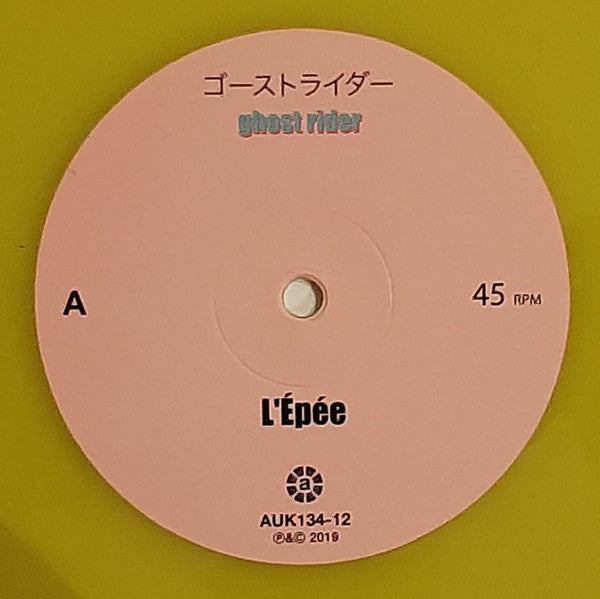 ゴーストライダー
ghost rider
A
45 RPM
L'Épée
a
AUK134-12
℗&© 2019